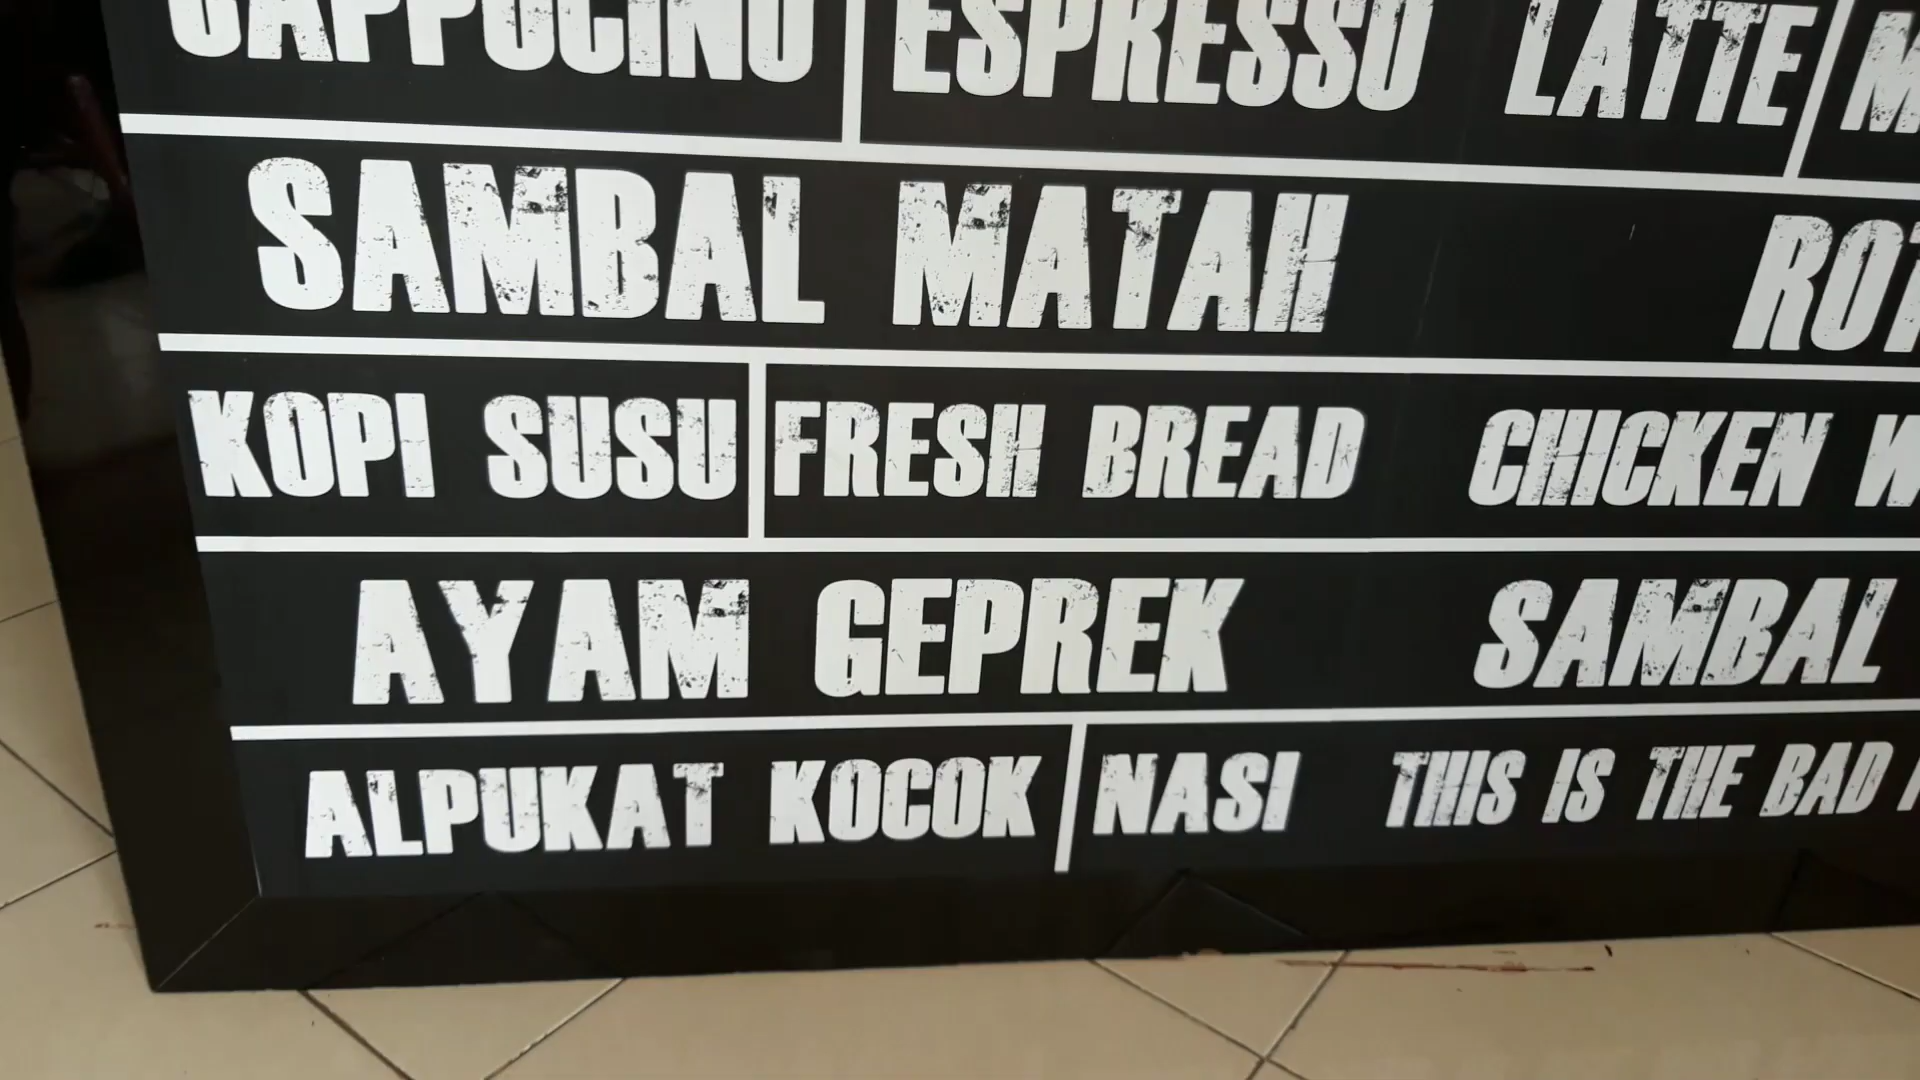 CAPPUCINO ESPRESSO LATTE
SAMBAL MATAH
KOPI SUSU FRESH BREAD CHICKEN
AYAM GEPREK SAMBAL
ALPUKAT KOCOK NASI THIS IS THE BAD